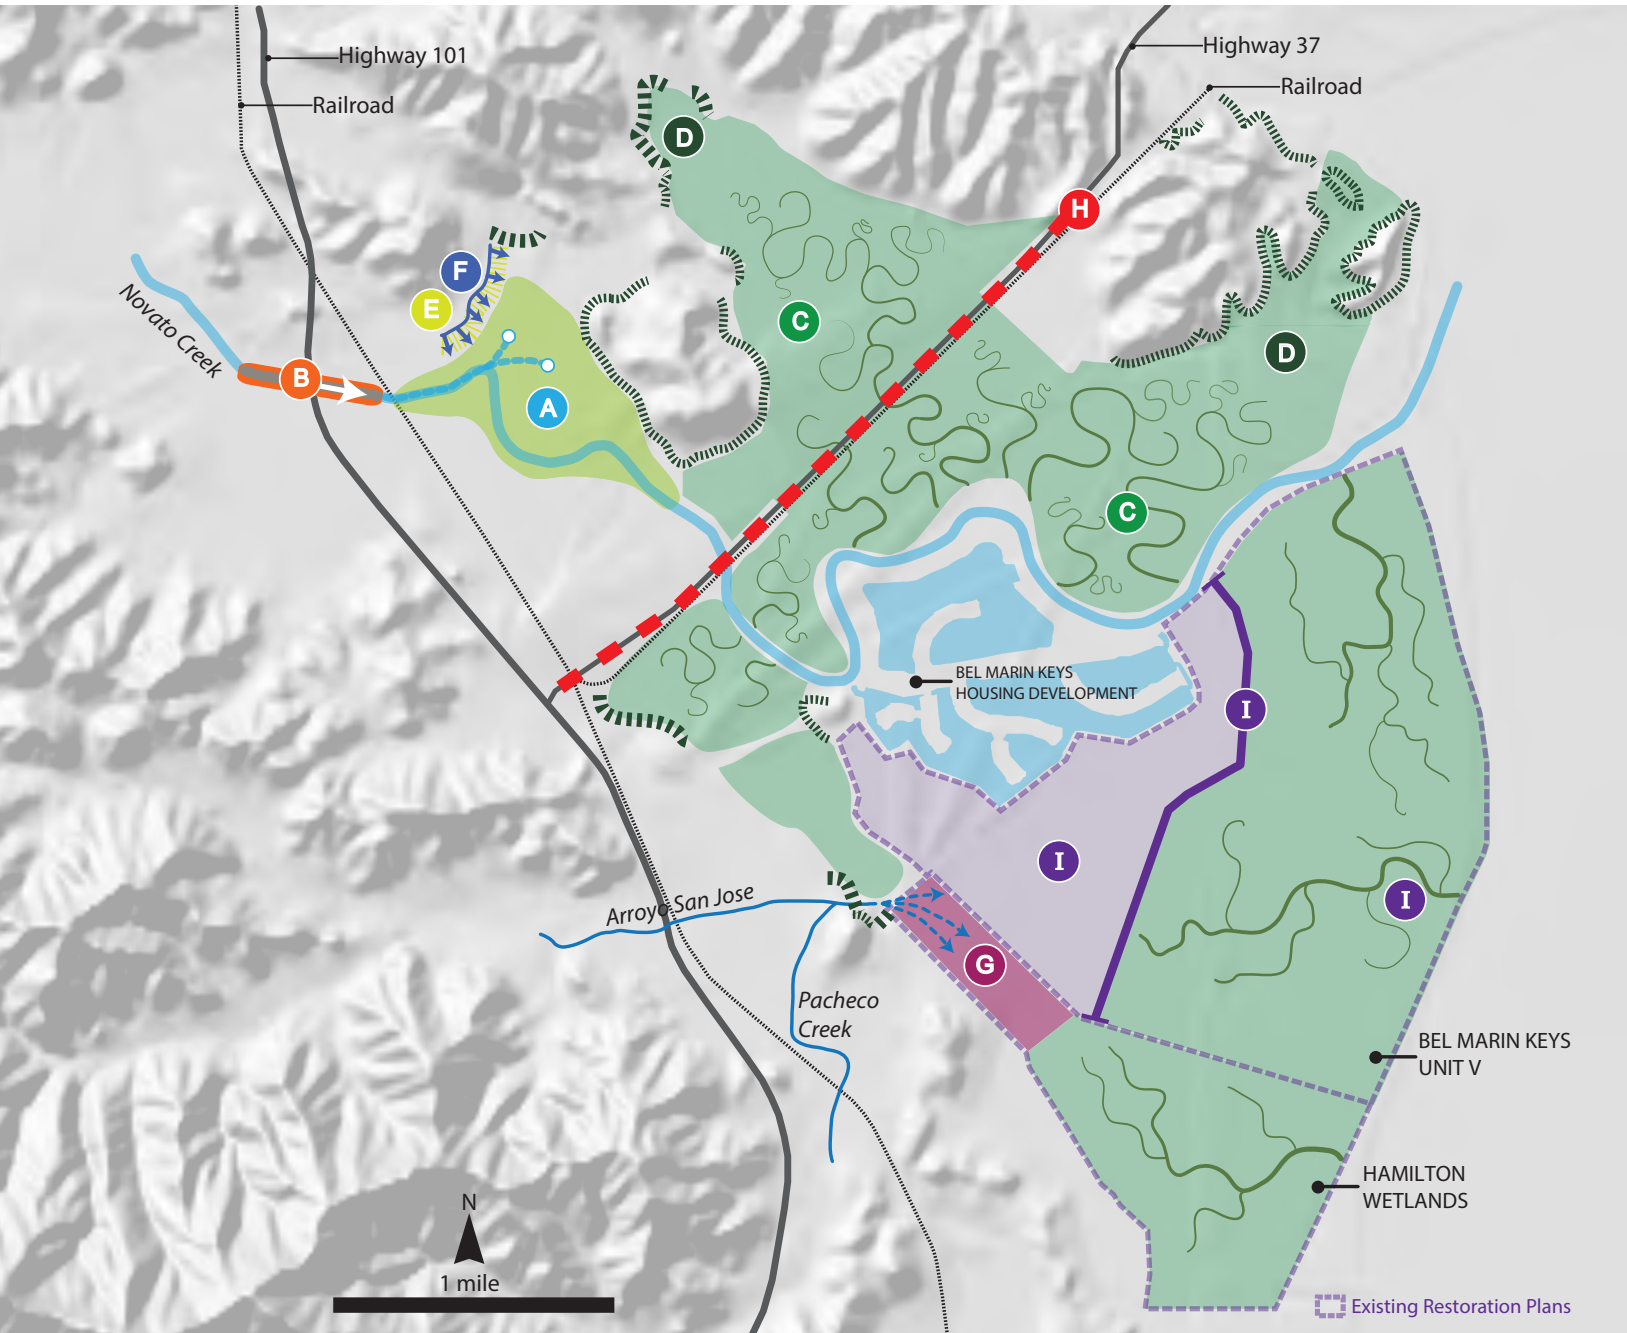 Highway 101
Railroad
Highway 37
Railroad
D
H
F
E
Novato Creek
B
A
C
D
C
BEL MARIN KEYS
HOUSING DEVELOPMENT
I
I
I
Arroyo San Jose
G
Pacheco
Creek
BEL MARIN KEYS
UNIT V
HAMILTON
WETLANDS
N
1 mile
Existing Restoration Plans